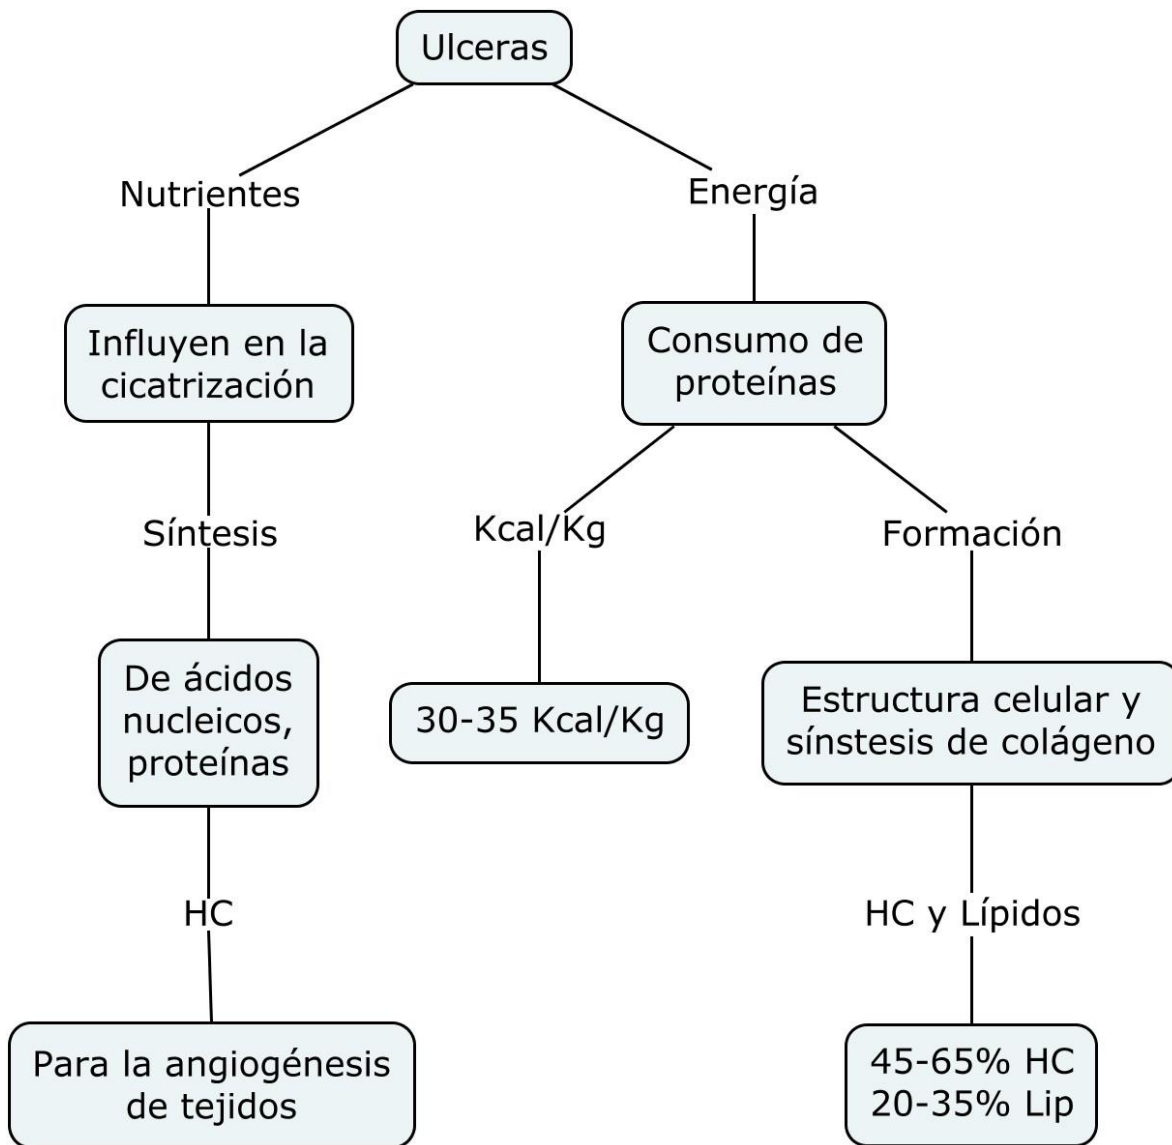 Ulceras
Nutrientes
Energía
Influyen en la
cicatrización
Consumo de
proteínas
Síntesis
Kcal/Kg
Formación
De ácidos
nucleicos,
proteínas
30-35 Kcal/Kg
Estructura celular y
sínstesis de colágeno
HC
HC y Lípidos
Para la angiogénesis
de tejidos
45-65% HC
20-35% Lip